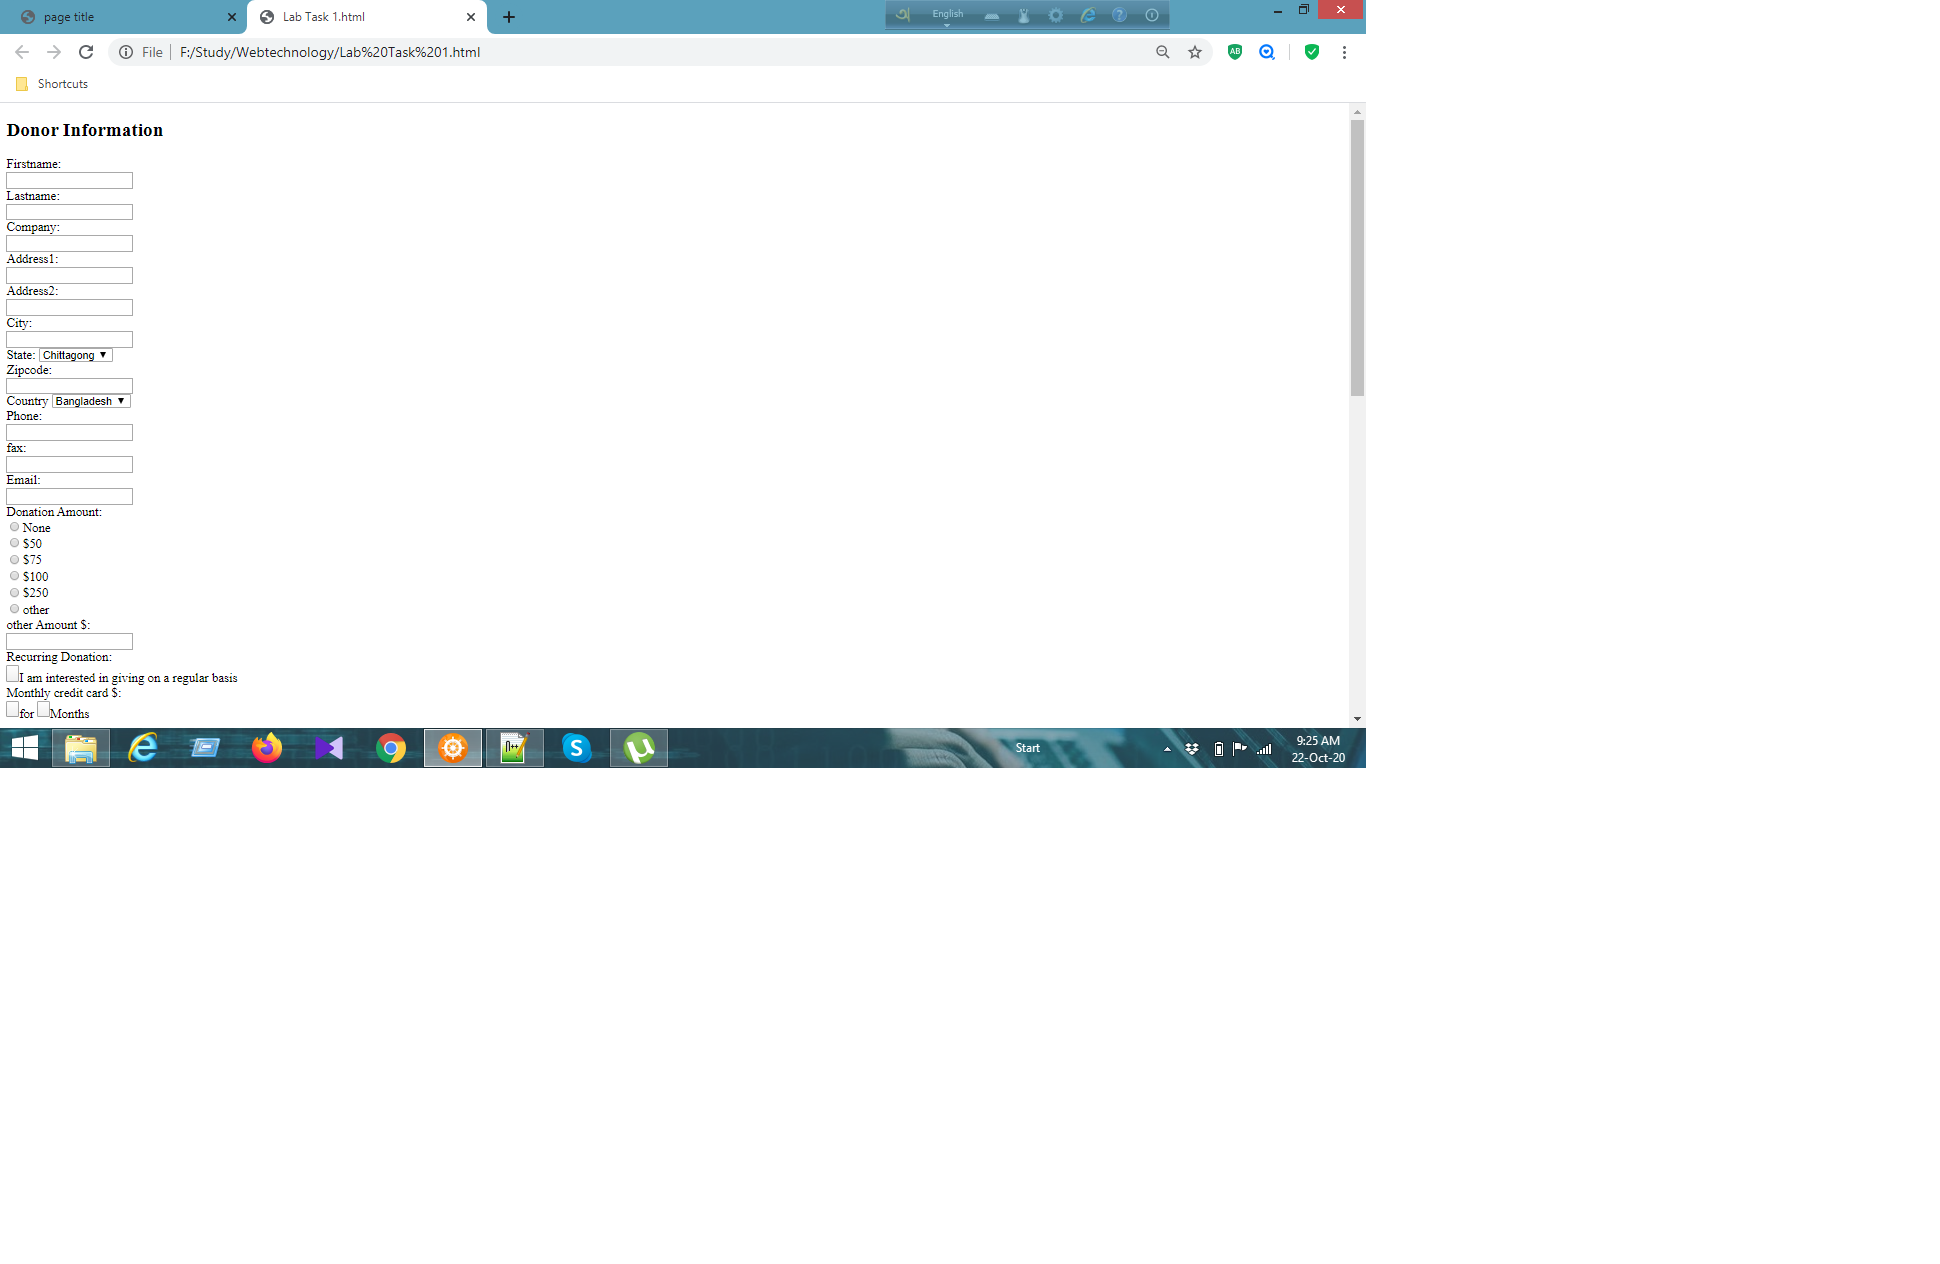 page title
Lab Task 1.html
English
File
F:/Study/Webtechnology/Lab%20Task%201.html
AB
Shortcuts
Donor Information
Firstname:
Lastname:
Company:
Address1:
Address2:
City:
State: Chittagong
Zipcode:
Country Bangladesh
Phone:
fax:
Email:
Donation Amount:
None
$50
$75
$100
$250
other
other Amount $:
Recurring Donation:
I am interested in giving on a regular basis
Monthly credit card $:
for Months
Start
9:25 AM
22-Oct-20